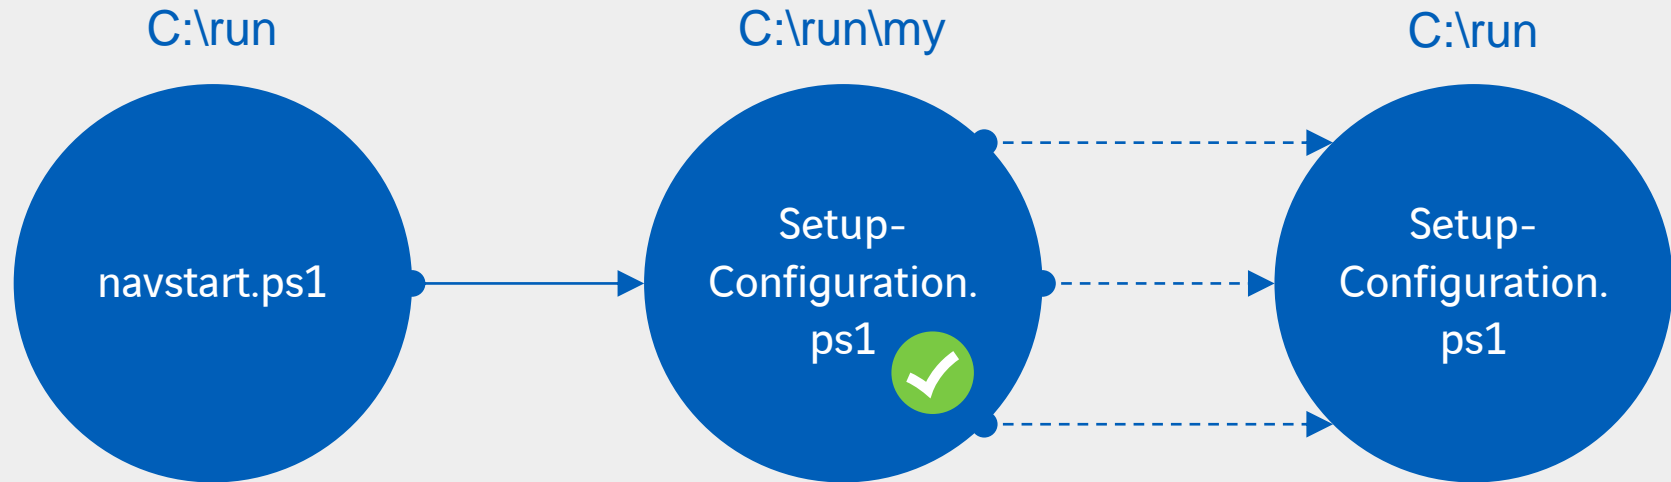 C:\run
navstart.ps1
C:\run\my
Setup-
Configuration.
ps1
C:\run
Setup-
Configuration.
ps1